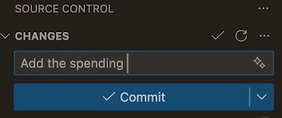 SOURCE CONTROL
CHANGES
Add the spending
Commit